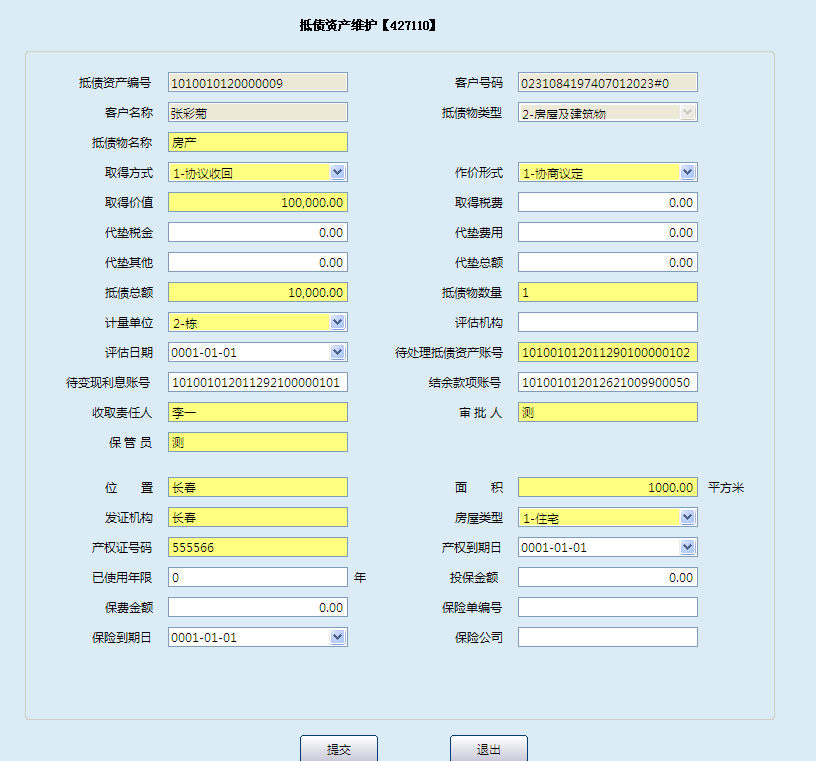 抵债资产维护【427110】
抵债资产编号 1010010120000009 客户号码 0231084197407012023#0
客户名称 张彩菊 抵债物类型 2-房屋及建筑物
抵债物名称 房产
取得方式 1-协议收回 作价形式 1-协商议定
取得价值 100,000.00 取得税费 0.00
代垫税金 0.00 代垫费用 0.00
代垫其他 0.00 代垫总额 0.00
抵债总额 10,000.00 抵债物数量 1
计量单位 2-栋 评估机构
评估日期 0001-01-01 待处理抵债资产账号 101001012011290100000102
待变现利息账号 101001012011292100000101 结余款项账号 101001012012621009900050
收取责任人 李一 审 批 人 测
保 管 员 测
位 置 长春 面 积 1000.00 平方米
发证机构 长春 房屋类型 1-住宅
产权证号码 555566 产权到期日 0001-01-01
已使用年限 0 年 投保金额 0.00
保费金额 0.00 保险单编号
保险到期日 0001-01-01 保险公司
提交 退出